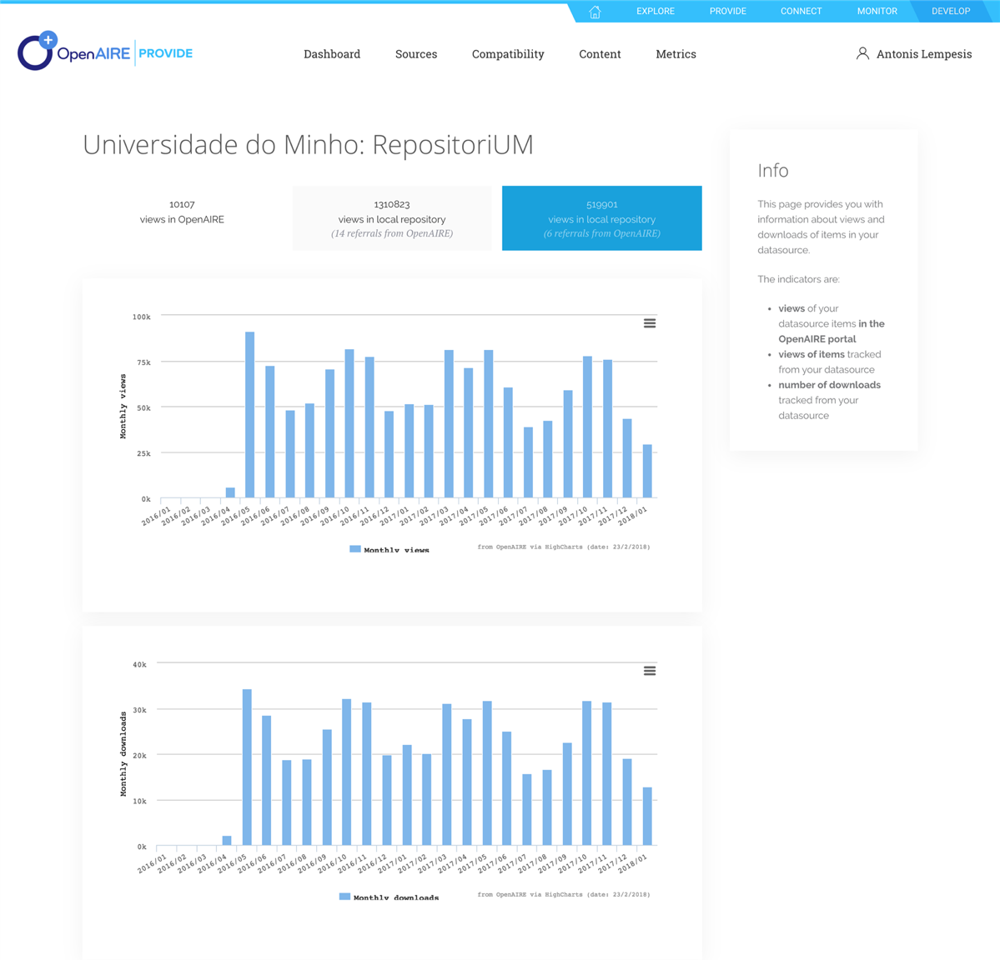 EXPLORE PROVIDE CONNECT MONITOR DEVELOP
OpenAIRE PROVIDE
Dashboard Sources Compatibility Content Metrics Antonis Lempesis
Universidade do Minho: RepositoriUM
10107
views in OpenAIRE
1310823
views in local repository
(14 referrals from OpenAIRE)
519901
views in local repository
(6 referrals from OpenAIRE)
Info
This page provides you with
information about views and
downloads of items in your
datasource.
The indicators are:
• views of your
datasource items in the
OpenAIRE portal
• views of items tracked
from your datasource
• number of downloads
tracked from your
datasource
Monthly views
100k
75k
50k
25k
0k
2016/01 2016/02 2016/03 2016/04 2016/05 2016/06 2016/07 2016/08 2016/09 2016/10 2016/11 2016/12 2017/01 2017/02 2017/03 2017/04 2017/05 2017/06 2017/07 2017/08 2017/09 2017/10 2017/11 2017/12 2018/01
Monthly views
from OpenAIRE via HighCharts (date: 23/2/2018)
Monthly downloads
40k
30k
20k
10k
0k
2016/01 2016/02 2016/03 2016/04 2016/05 2016/06 2016/07 2016/08 2016/09 2016/10 2016/11 2016/12 2017/01 2017/02 2017/03 2017/04 2017/05 2017/06 2017/07 2017/08 2017/09 2017/10 2017/11 2017/12 2018/01
Monthly downloads
from OpenAIRE via HighCharts (date: 23/2/2018)